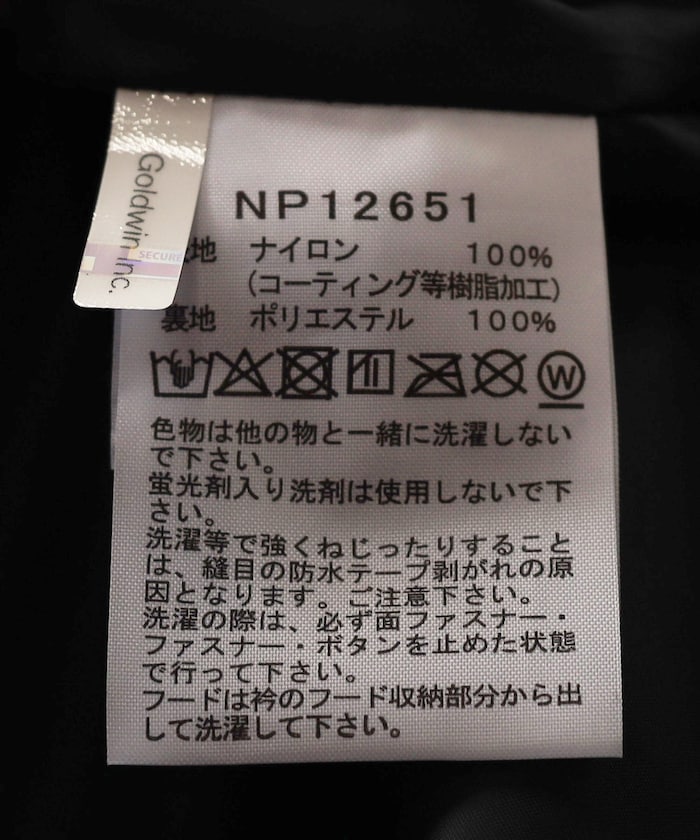 Goldwin Inc.
SECURE
NP12651
地 ナイロン 100%
(コーティング等樹脂加工)
裏地 ポリエステル 100%
W
色物は他の物と一緒に洗濯しない
で下さい。
蛍光剤入り洗剤は使用しないで下
さい。
洗濯等で強くねじったりすること
は、縫目の防水テープ剥がれの原
因となります。ご注意下さい。
洗濯の際は、必ず面ファスナー・
ファスナー・ボタンを止めた状態
で行って下さい。
フードは衿のフード収納部分から出
して洗濯して下さい。